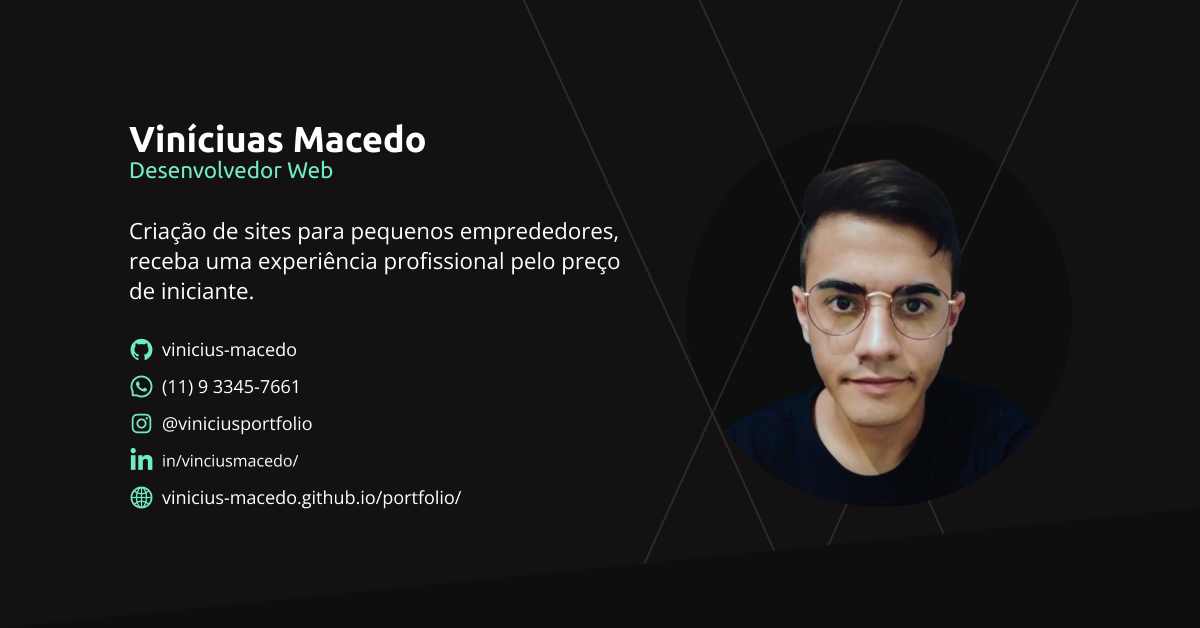 Viníciuas Macedo
Desenvolvedor Web
Criação de sites para pequenos emprededores,
receba uma experiência profissional pelo preço
de iniciante.
vinicius-macedo
(11) 9 3345-7661
@viniciusportfolio
in/vinciusmacedo/
vinicius-macedo.github.io/portfolio/